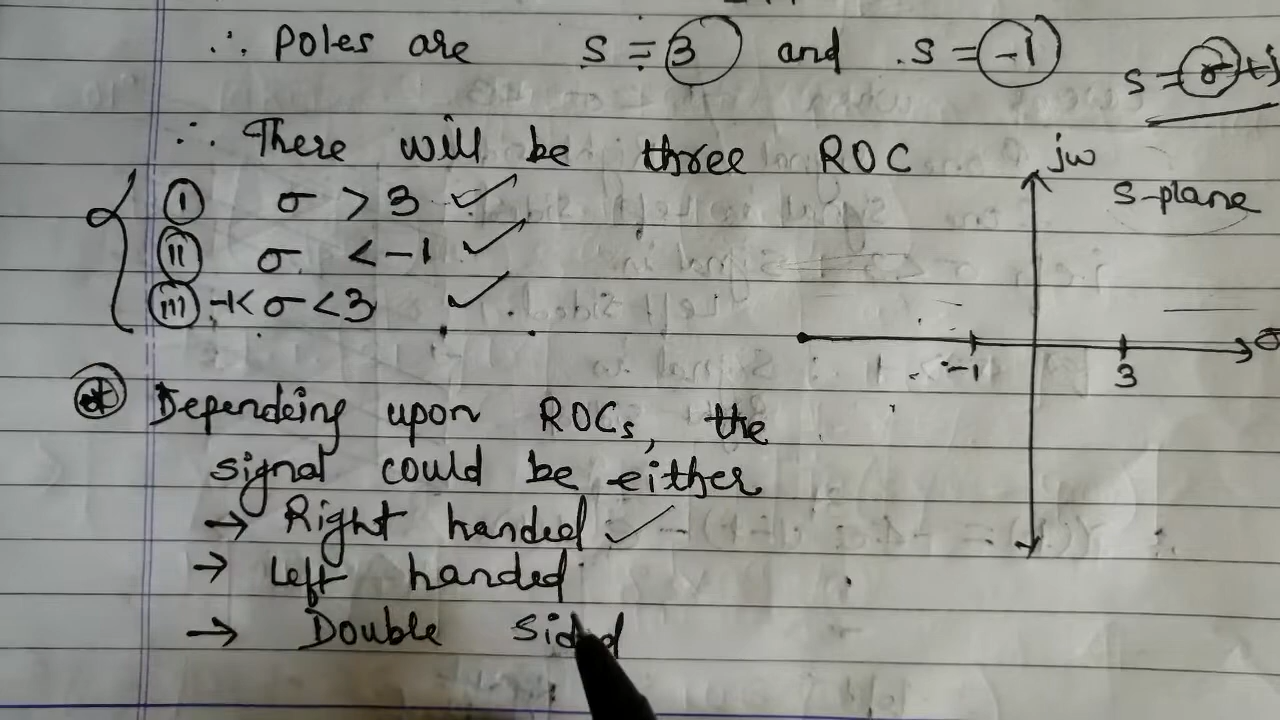 ∴ Poles are s = 3 and s = -1
s = σ + j
∴ There will be three ROC
(i) σ > 3 ✓
(ii) σ < -1 ✓
(iii) -1 < σ < 3 ✓
jω
S-plane
-1
3
σ
Dependeing upon ROCs, the
signal could be either
→ Right handed ✓
→ Left handed
→ Double sided